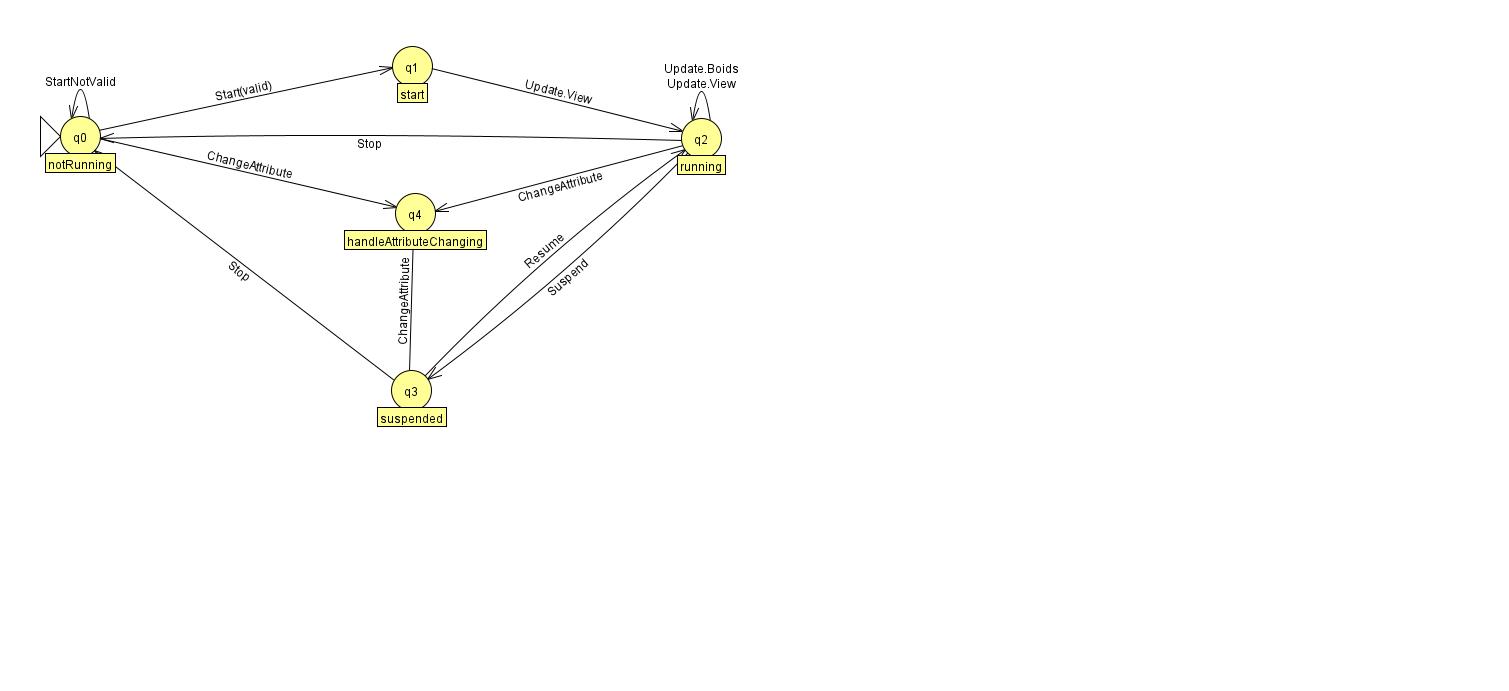 q1
Update.Boids
Update.View
StartNotValid
Start(valid)
Update.View
start
q0
q2
Stop
notRunning
ChangeAttribute
running
ChangeAttribute
q4
handleAttributeChanging
Resume
Stop
Suspend
ChangeAttribute
q3
suspended